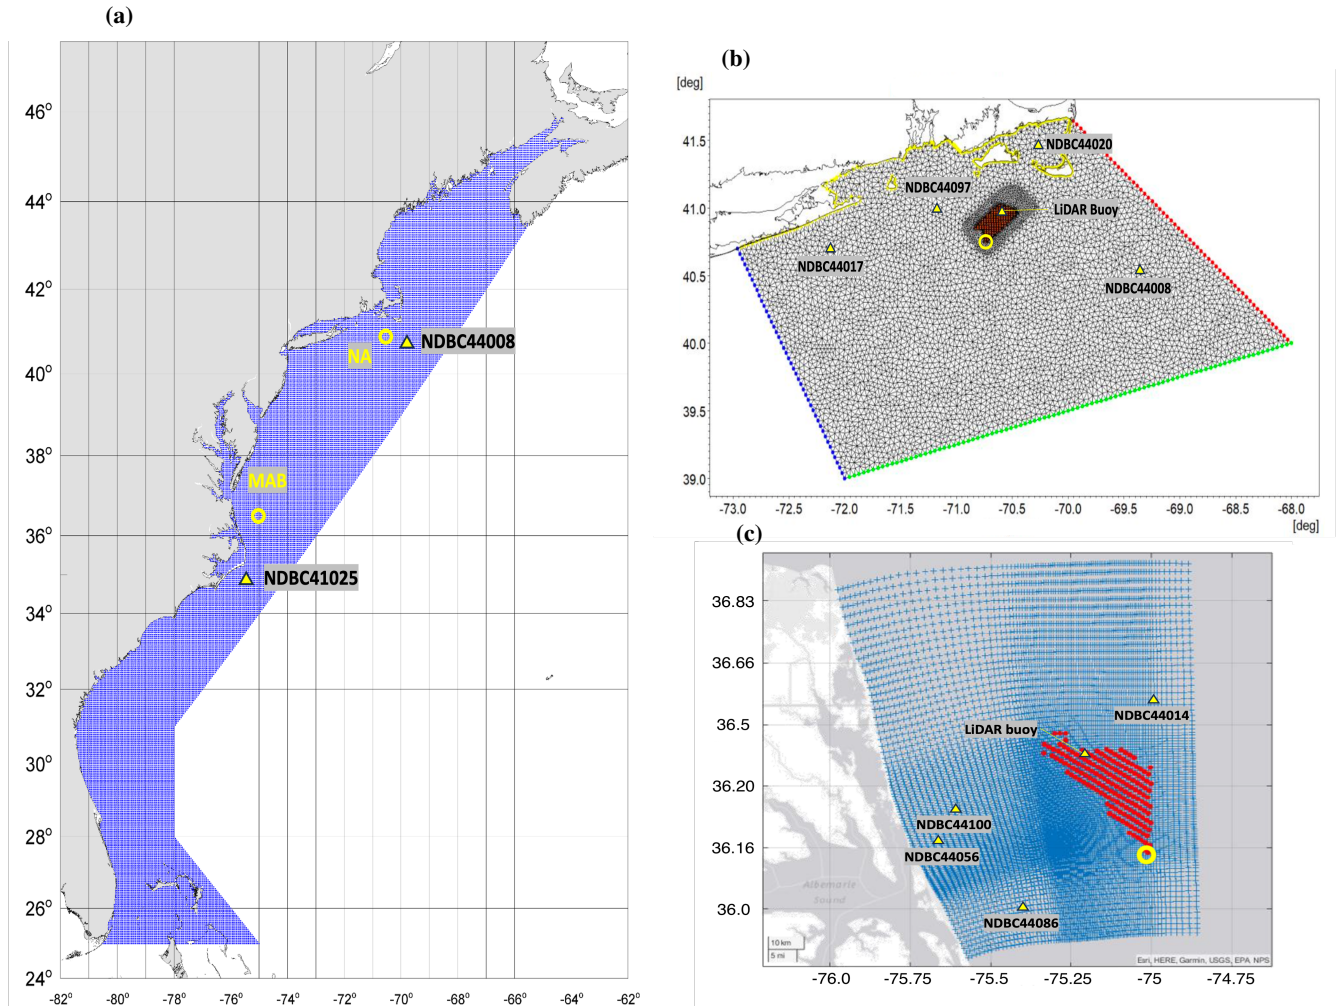 (a)
46°
44°
42°
40°
38°
36°
34°
32°
30°
28°
26°
24°
-82°
-80°
-78°
-76°
-74°
-72°
-70°
-68°
-66°
-64°
-62°
NDBC44008
NA
MAB
NDBC41025
(b)
[deg]
41.5
41.0
40.5
40.0
39.5
39.0
-73.0
-72.5
-72.0
-71.5
-71.0
-70.5
-70.0
-69.5
-69.0
-68.5
-68.0
[deg]
NDBC44020
NDBC44097
LiDAR Buoy
NDBC44017
NDBC44008
(c)
36.83
36.66
36.5
36.20
36.16
36.0
-76.0
-75.75
-75.5
-75.25
-75
-74.75
NDBC44014
LiDAR buoy
NDBC44100
NDBC44056
NDBC44086
Albemarle
Sound
10 km
5 mi
Esri, HERE, Garmin, USGS, EPA, NPS